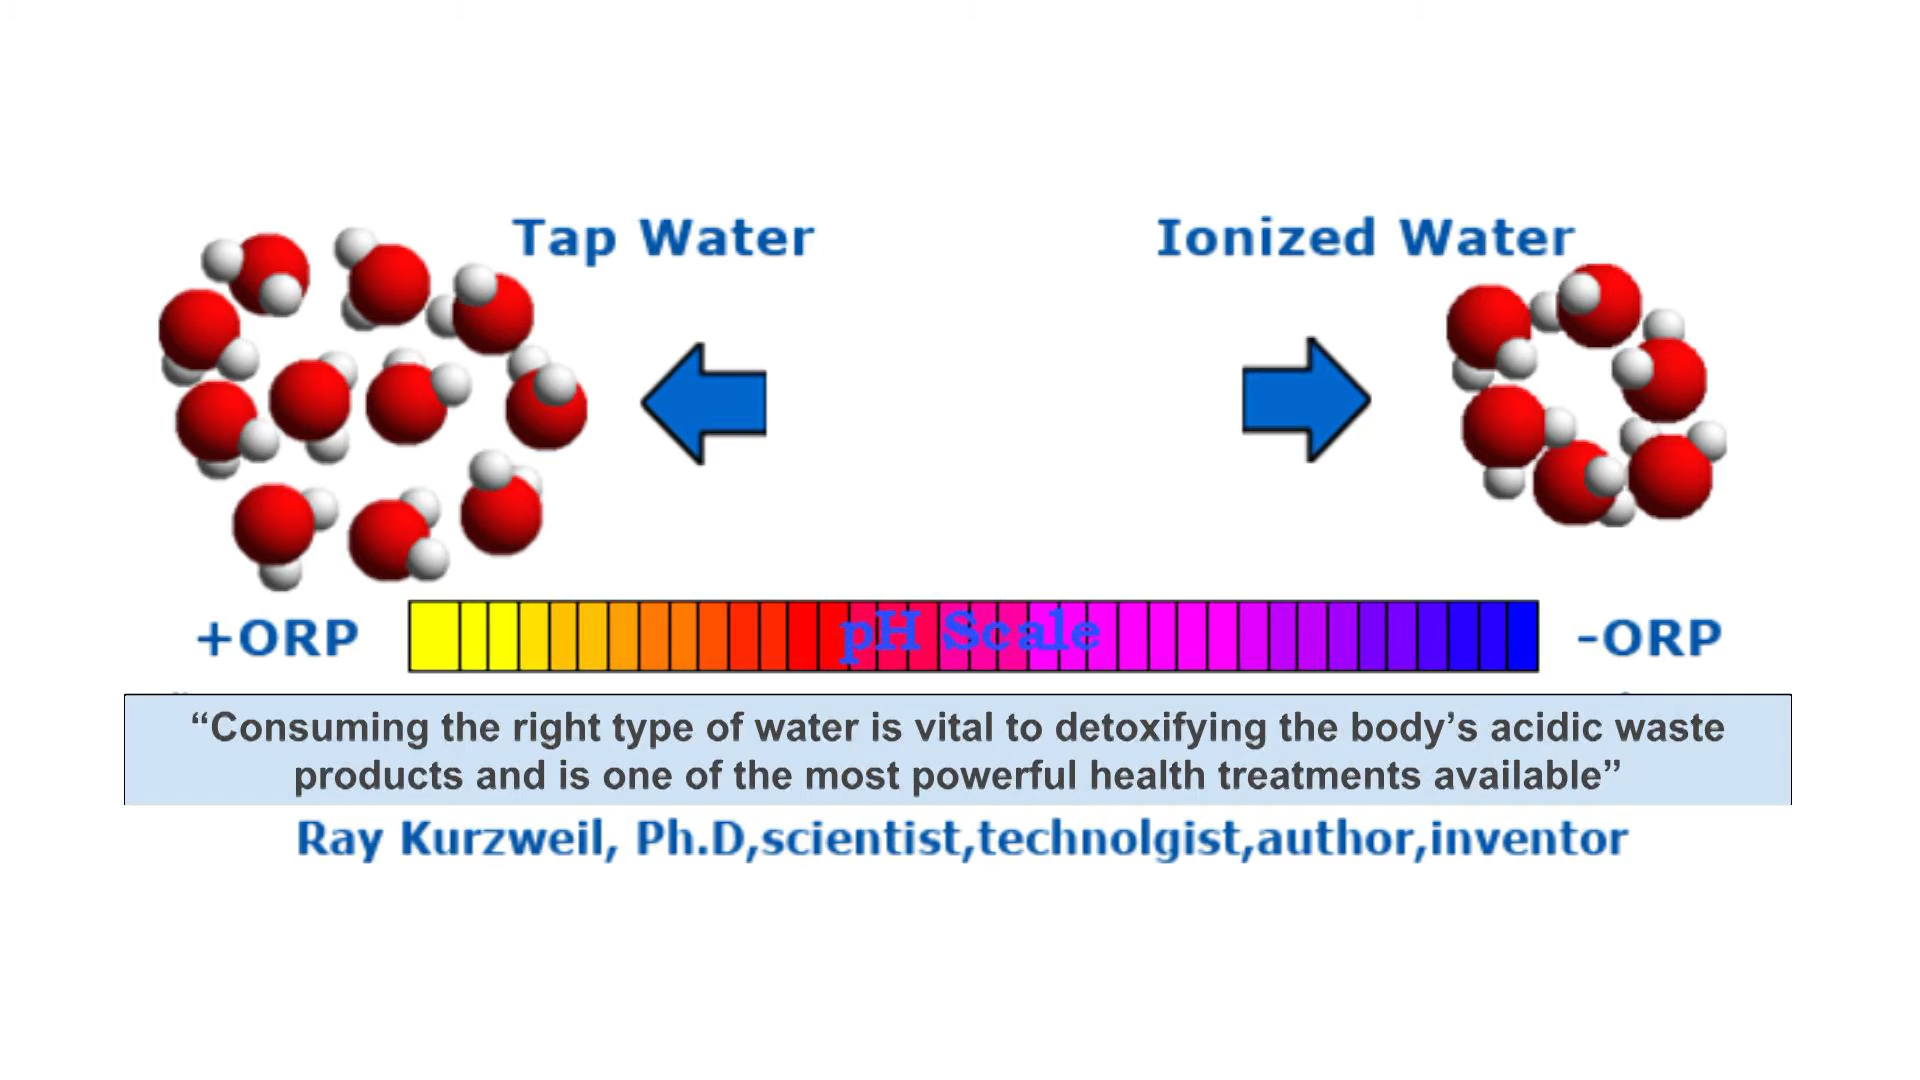 Tap Water
Ionized Water
+ORP
pH Scale
-ORP
“Consuming the right type of water is vital to detoxifying the body’s acidic waste
products and is one of the most powerful health treatments available”
Ray Kurzweil, Ph.D,scientist,technolgist,author,inventor